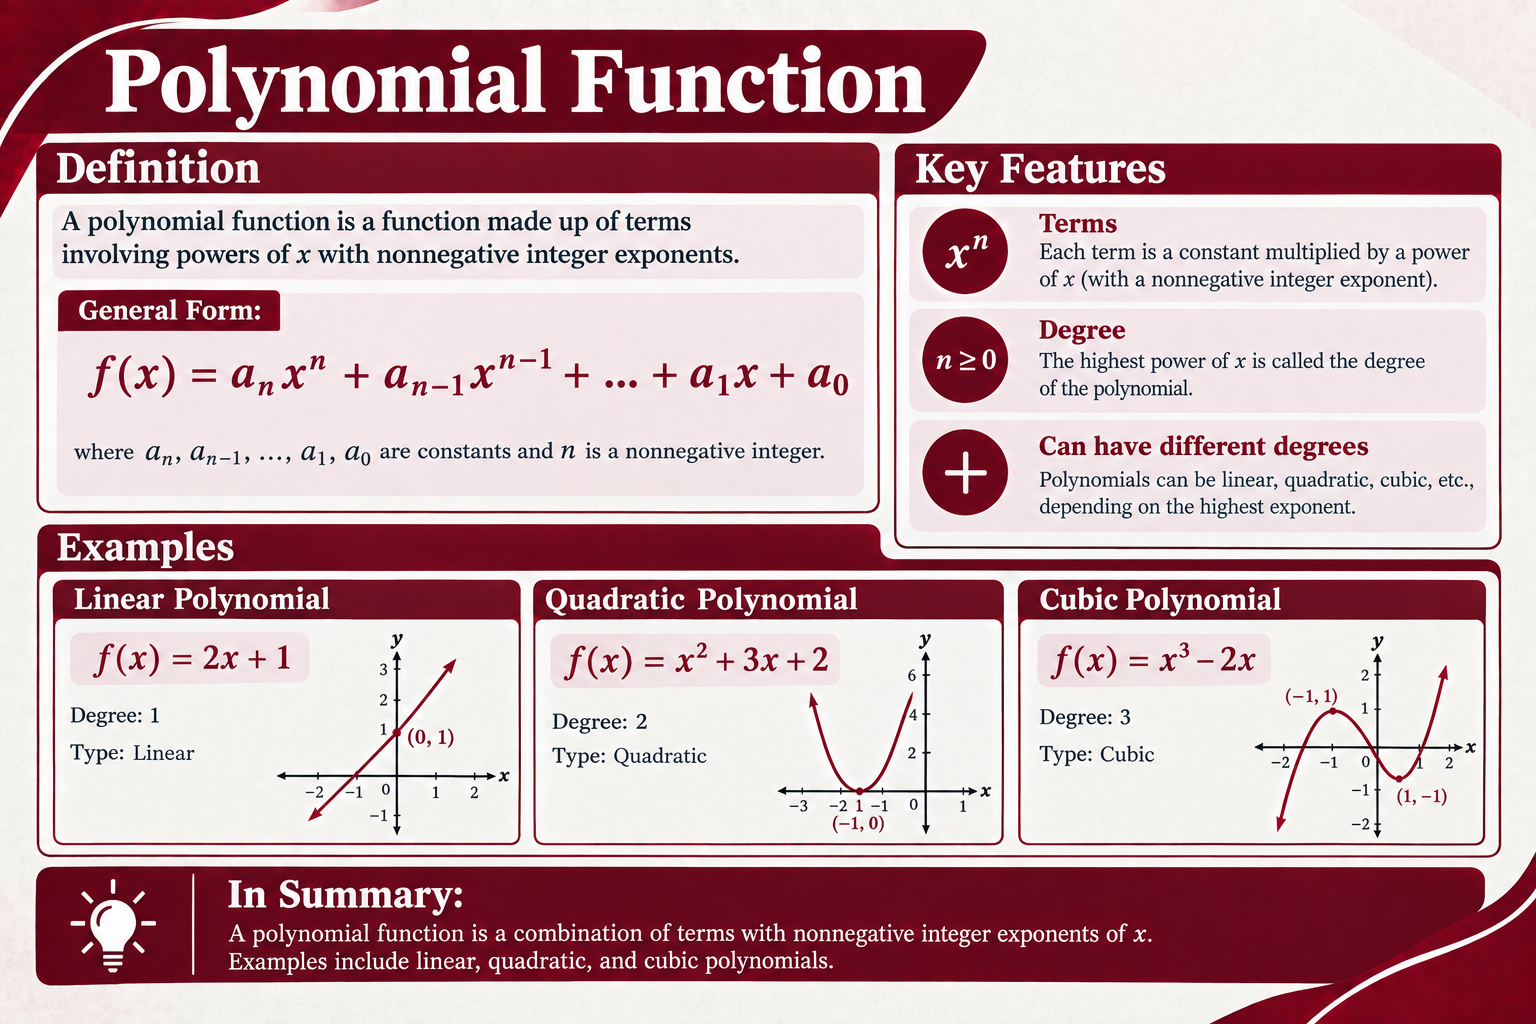 Polynomial Function
Definition
A polynomial function is a function made up of terms
involving powers of x with nonnegative integer exponents.
General Form:
f(x) = aₙxⁿ + aₙ₋₁xⁿ⁻¹ + ... + a₁x + a₀
where aₙ, aₙ₋₁, ..., a₁, a₀ are constants and n is a nonnegative integer.
Key Features
xⁿ
Terms
Each term is a constant multiplied by a power
of x (with a nonnegative integer exponent).
n ≥ 0
Degree
The highest power of x is called the degree
of the polynomial.
+
Can have different degrees
Polynomials can be linear, quadratic, cubic, etc.,
depending on the highest exponent.
Examples
Linear Polynomial
f(x) = 2x + 1
Degree: 1
Type: Linear
y
3
2
1
(0, 1)
x
−2 −1 0 1 2
−1
Quadratic Polynomial
f(x) = x² + 3x + 2
Degree: 2
Type: Quadratic
y
6
4
2
x
−3 −2 1 −1 0 1
(−1, 0)
Cubic Polynomial
f(x) = x³ − 2x
Degree: 3
Type: Cubic
y
2
(−1, 1)
1
x
−2 −1 0 1 2
−1
(1, −1)
−2
In Summary:
A polynomial function is a combination of terms with nonnegative integer exponents of x.
Examples include linear, quadratic, and cubic polynomials.